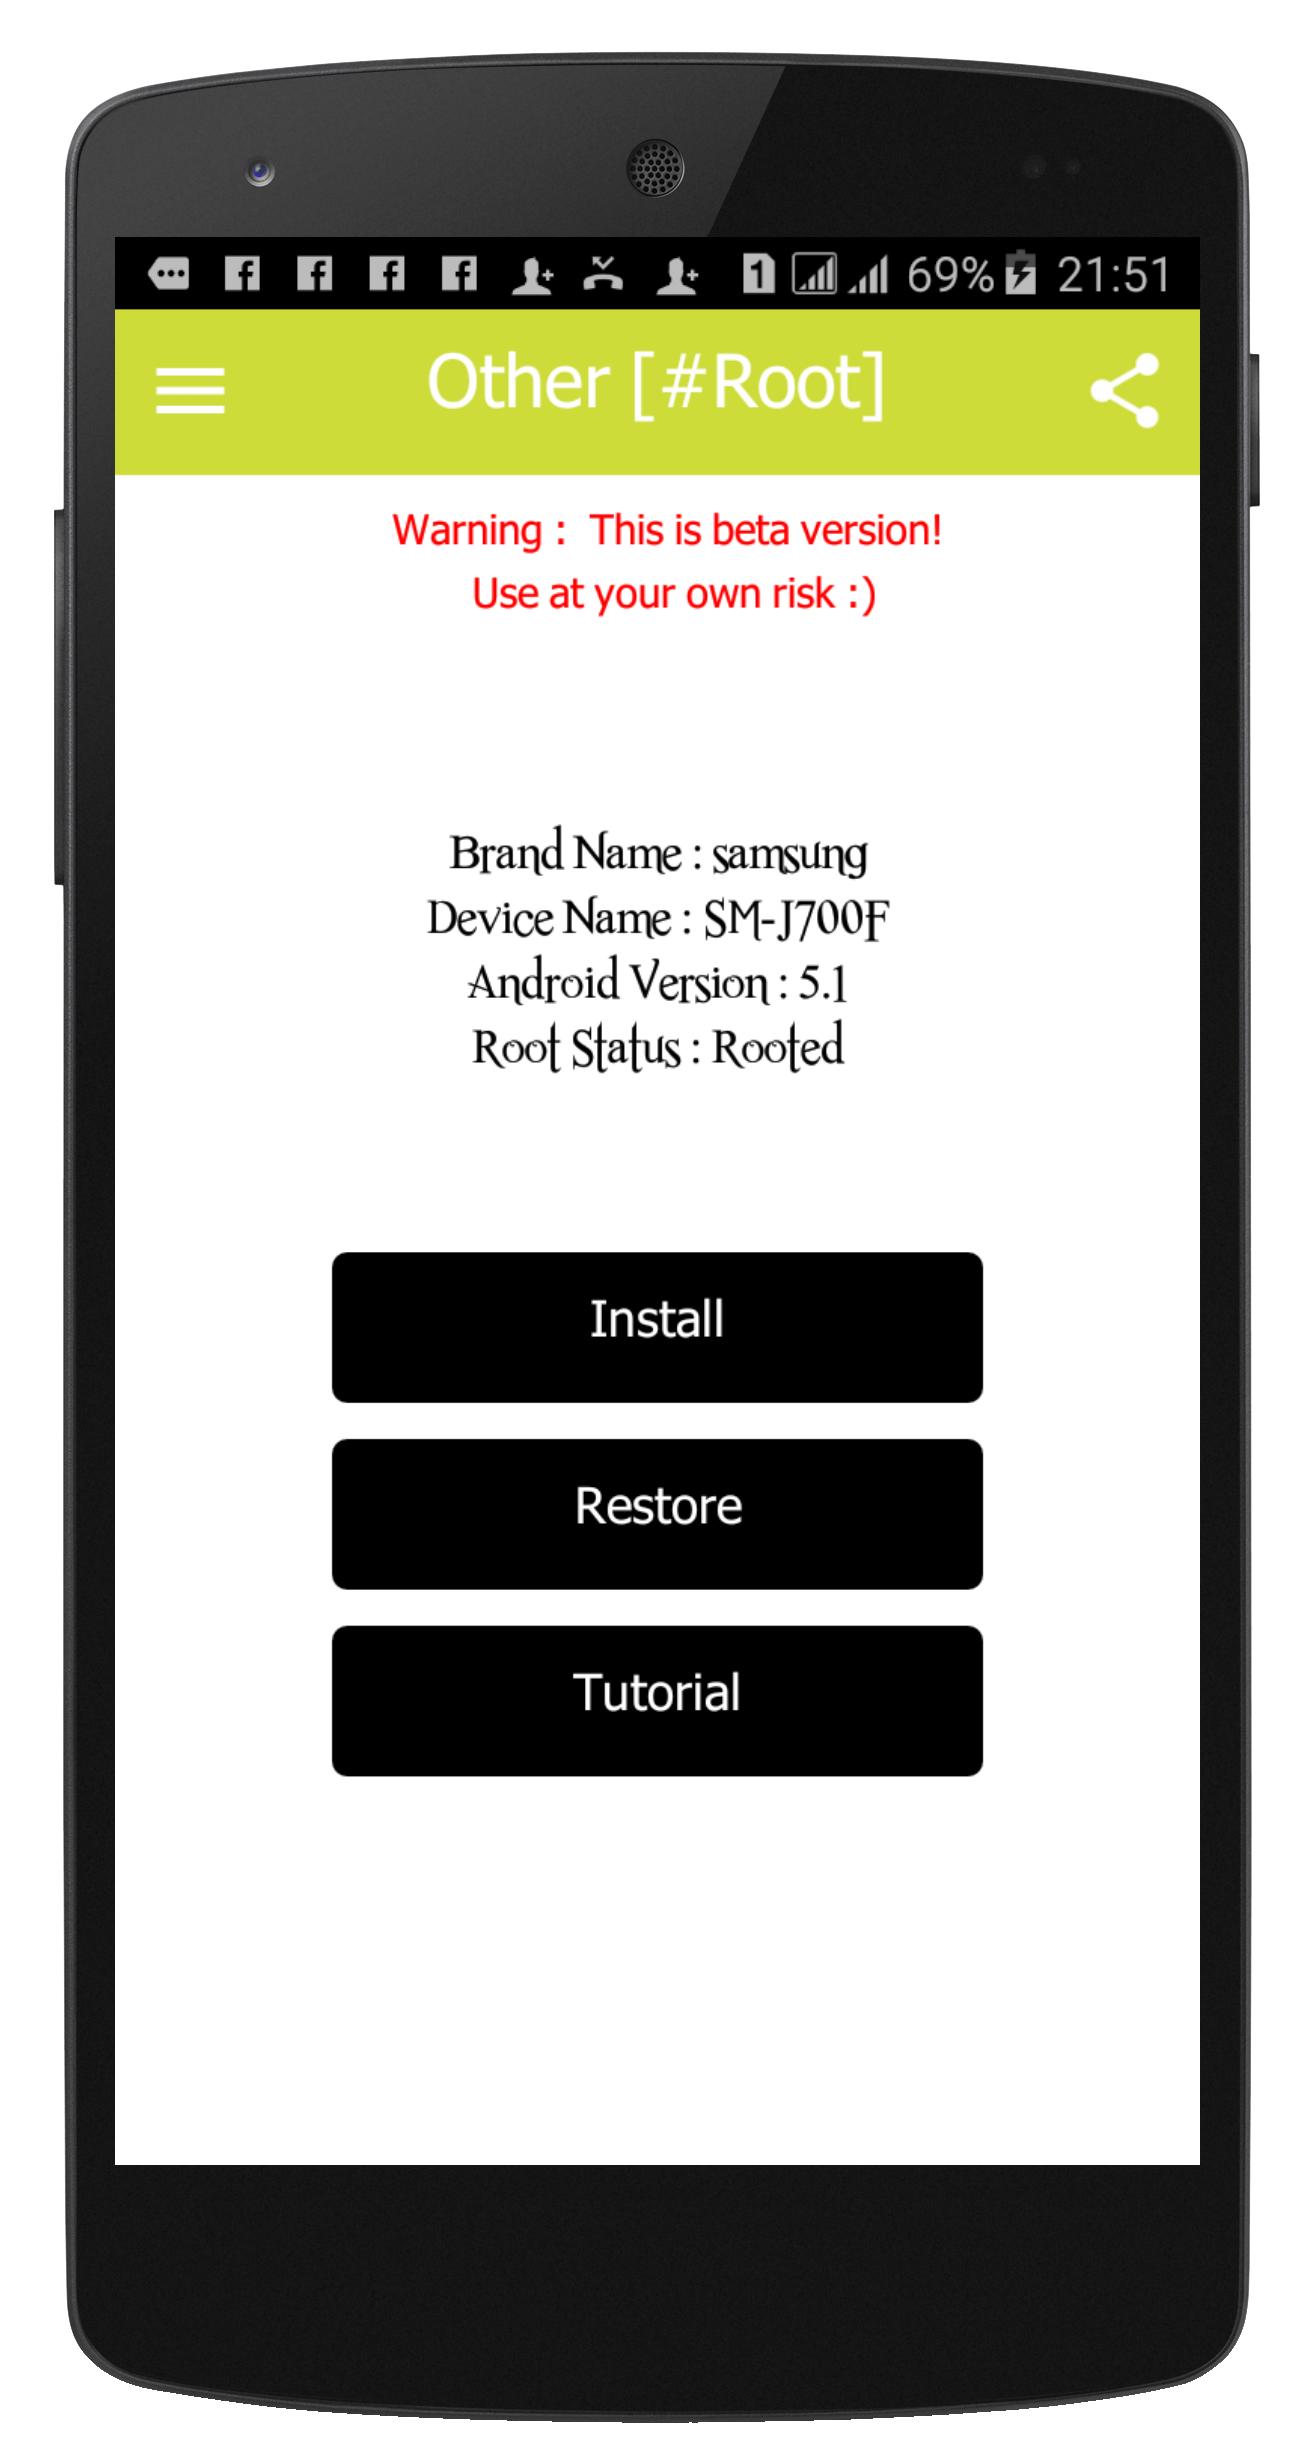 1 69% 21:51
Other [#Root]
Warning :  This is beta version!
Use at your own risk :)
Brand Name : samsung
Device Name : SM-J700F
Android Version : 5.1
Root Status : Rooted
Install
Restore
Tutorial